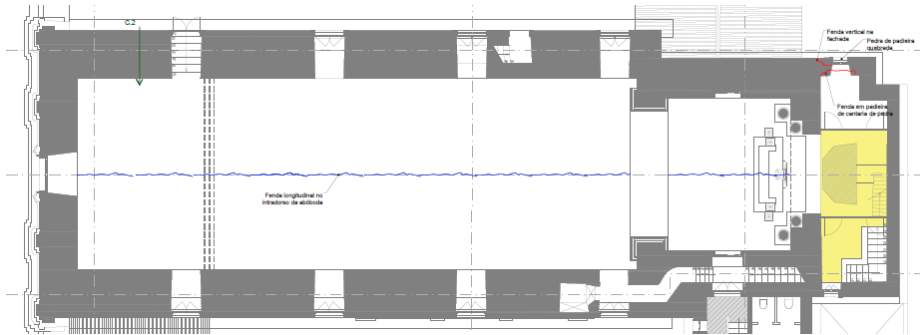 C.2
Fenda vertical na
fachada
Pedra de padieira
quebrada
Fenda em padieira
de cantaria de pedra
Fenda longitudinal no
intradorso da abóboda